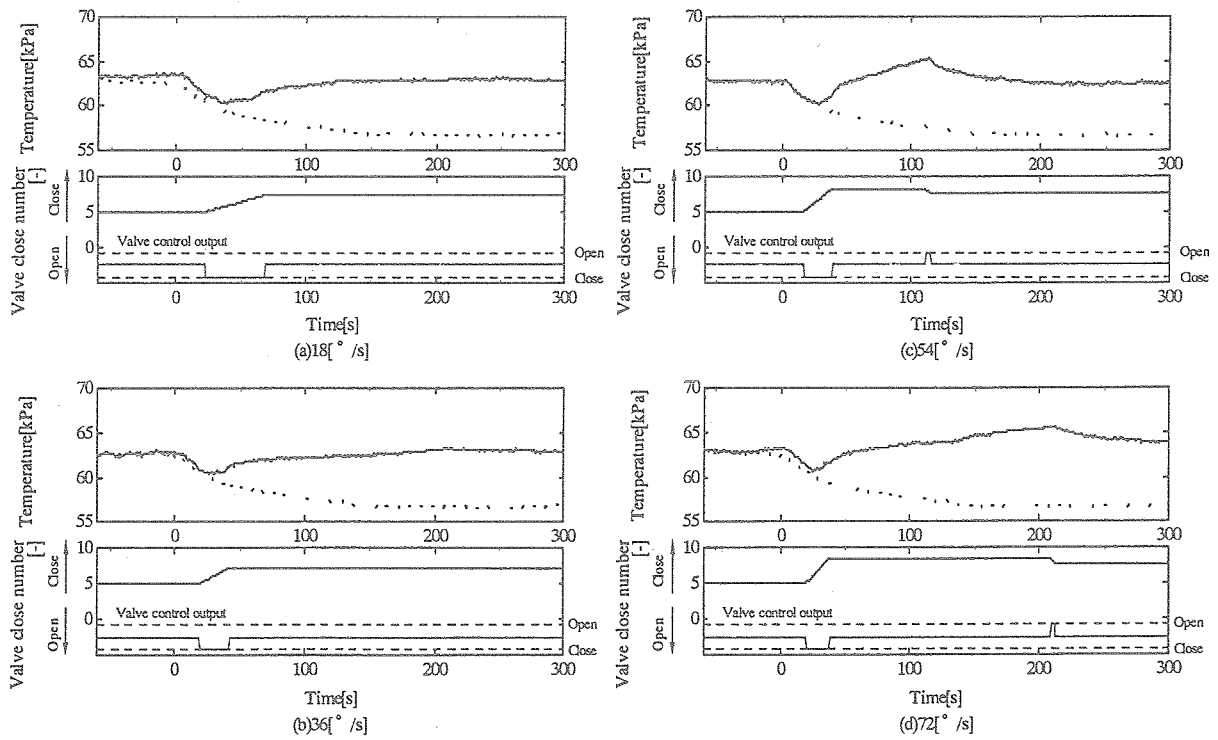 70
65
60
55
Temperature[kPa]
0
100
200
300
10
5
0
Valve close number
[-]
Close
Open
Valve control output
Open
Close
0
100
200
300
Time[s]
(a)18[° /s]
70
65
60
55
Temperature[kPa]
0
100
200
300
10
5
0
Valve close number
[-]
Close
Open
Valve control output
Open
Close
0
100
200
300
Time[s]
(c)54[° /s]
70
65
60
55
Temperature[kPa]
0
100
200
300
10
5
0
Valve close number
[-]
Close
Open
Valve control output
Open
Close
0
100
200
300
Time[s]
(b)36[° /s]
70
65
60
55
Temperature[kPa]
0
100
200
300
10
5
0
Valve close number
[-]
Close
Open
Valve control output
Open
Close
0
100
200
300
Time[s]
(d)72[° /s]